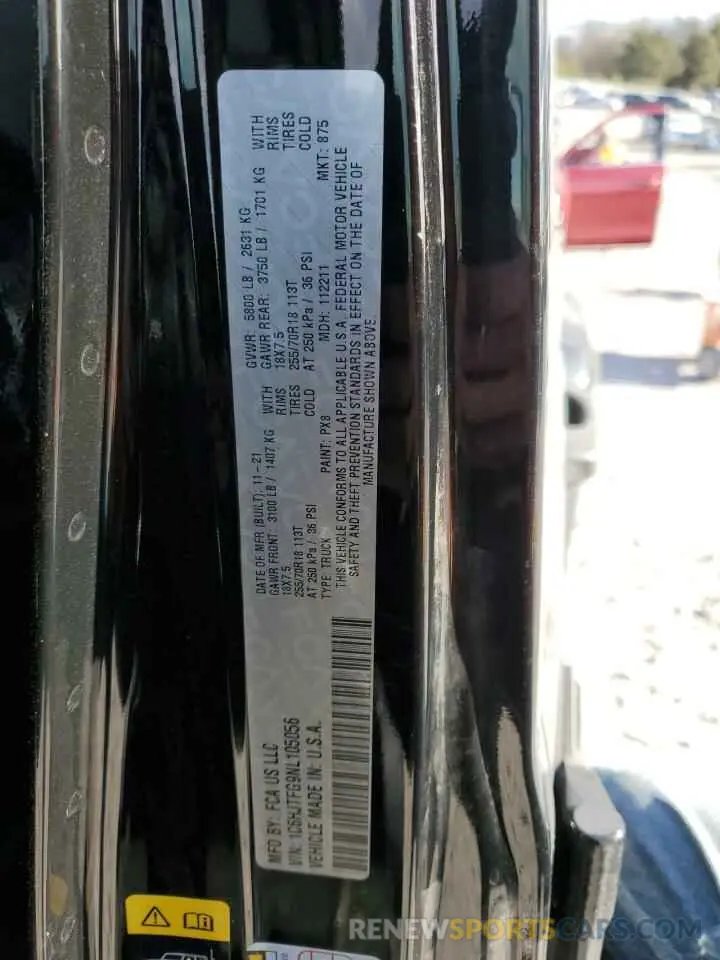 MFD BY: FCA US LLC
DATE OF MFR (BUILT): 11-21
GVWR: 5800 LB / 2631 KG
GAWR FRONT: 3100 LB / 1407 KG WITH
GAWR REAR: 3750 LB / 1701 KG WITH
18X7.5 RIMS
18X7.5 RIMS
255/70R18 113T TIRES
255/70R18 113T TIRES
AT 250 kPa / 36 PSI COLD
AT 250 kPa / 36 PSI COLD
VIN: 1C6HJTFG9NL105056
TYPE: TRUCK PAINT: PX8 MDH: 112211 MKT: 875
VEHICLE MADE IN: U.S.A.
THIS VEHICLE CONFORMS TO ALL APPLICABLE U.S.A. FEDERAL MOTOR VEHICLE
SAFETY AND THEFT PREVENTION STANDARDS IN EFFECT ON THE DATE OF
MANUFACTURE SHOWN ABOVE.
RENEWSPORTSCARS.COM